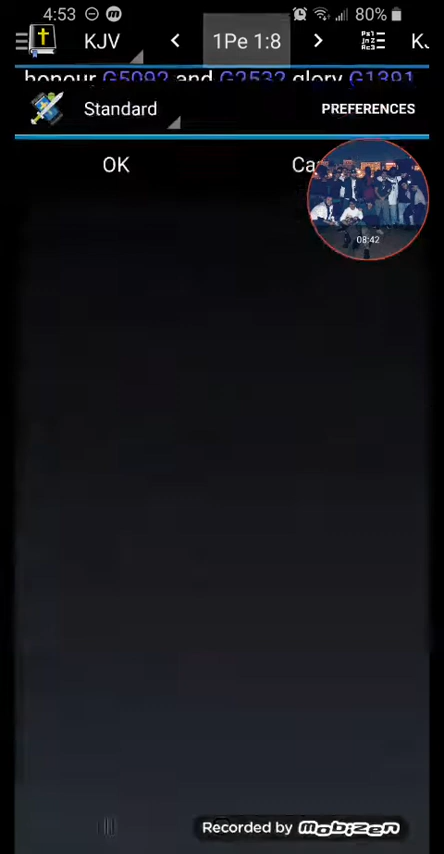 4:53 80%
KJV < 1Pe 1:8 >
honour G5092 and G2532 glory G1391
Standard PREFERENCES
OK
08:42
Recorded by MOBIZEN